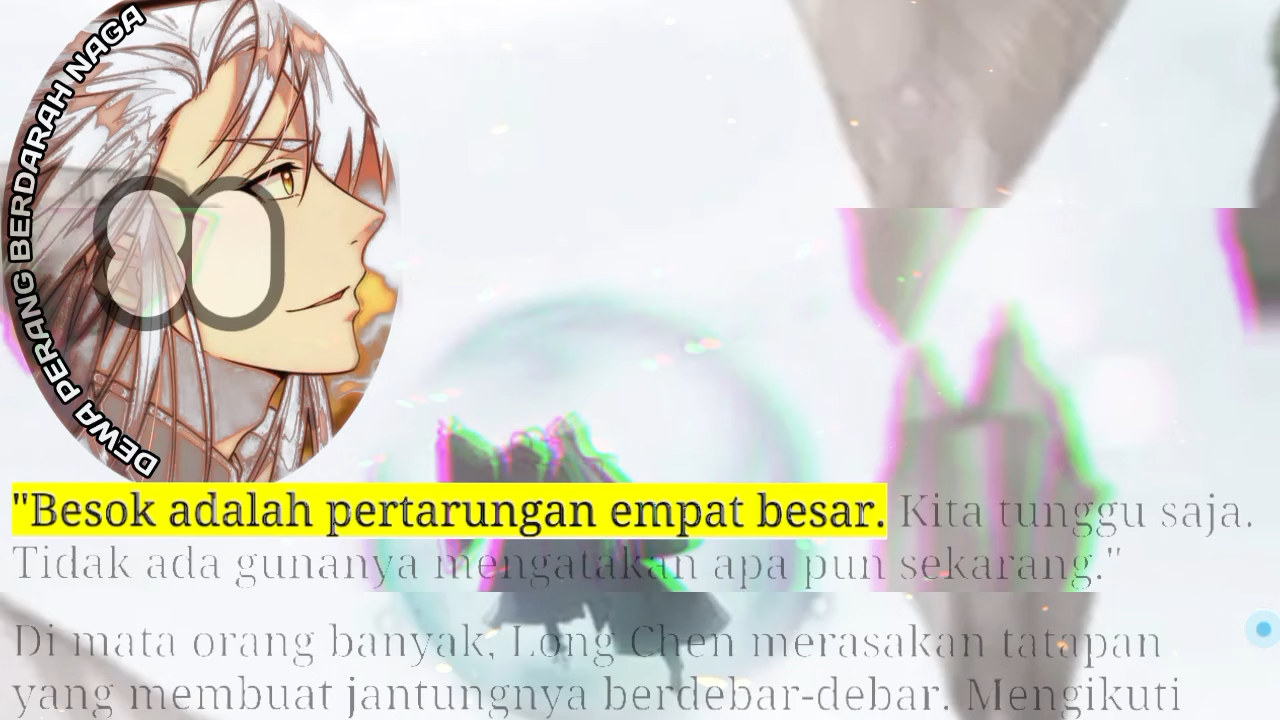 DEWA PERANG BERDARAH NAGA
80
"Besok adalah pertarungan empat besar. Kita tunggu saja.
Tidak ada gunanya mengatakan apa pun sekarang."
Di mata orang banyak, Long Chen merasakan tatapan
yang membuat jantungnya berdebar-debar. Mengikuti